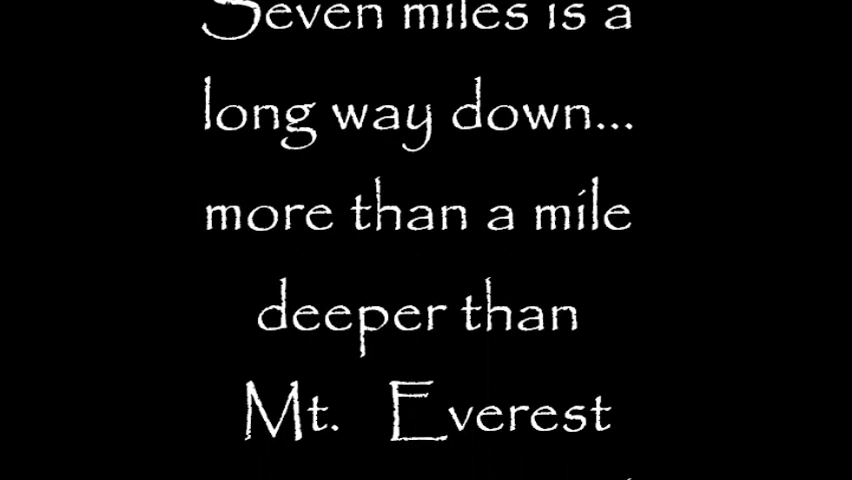 Seven miles is a
long way down...
more than a mile
deeper than
Mt. Everest